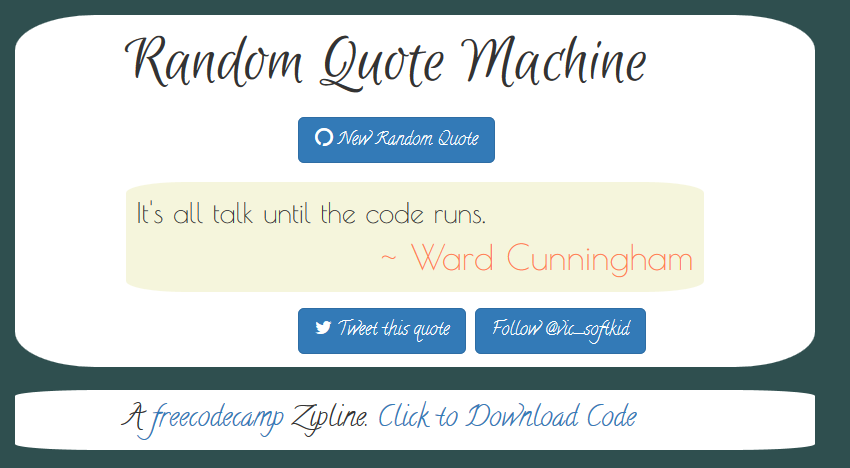 Random Quote Machine
New Random Quote
It's all talk until the code runs.
~ Ward Cunningham
Tweet this quote Follow @vic_softkid
A freecodecamp Zipline. Click to Download Code